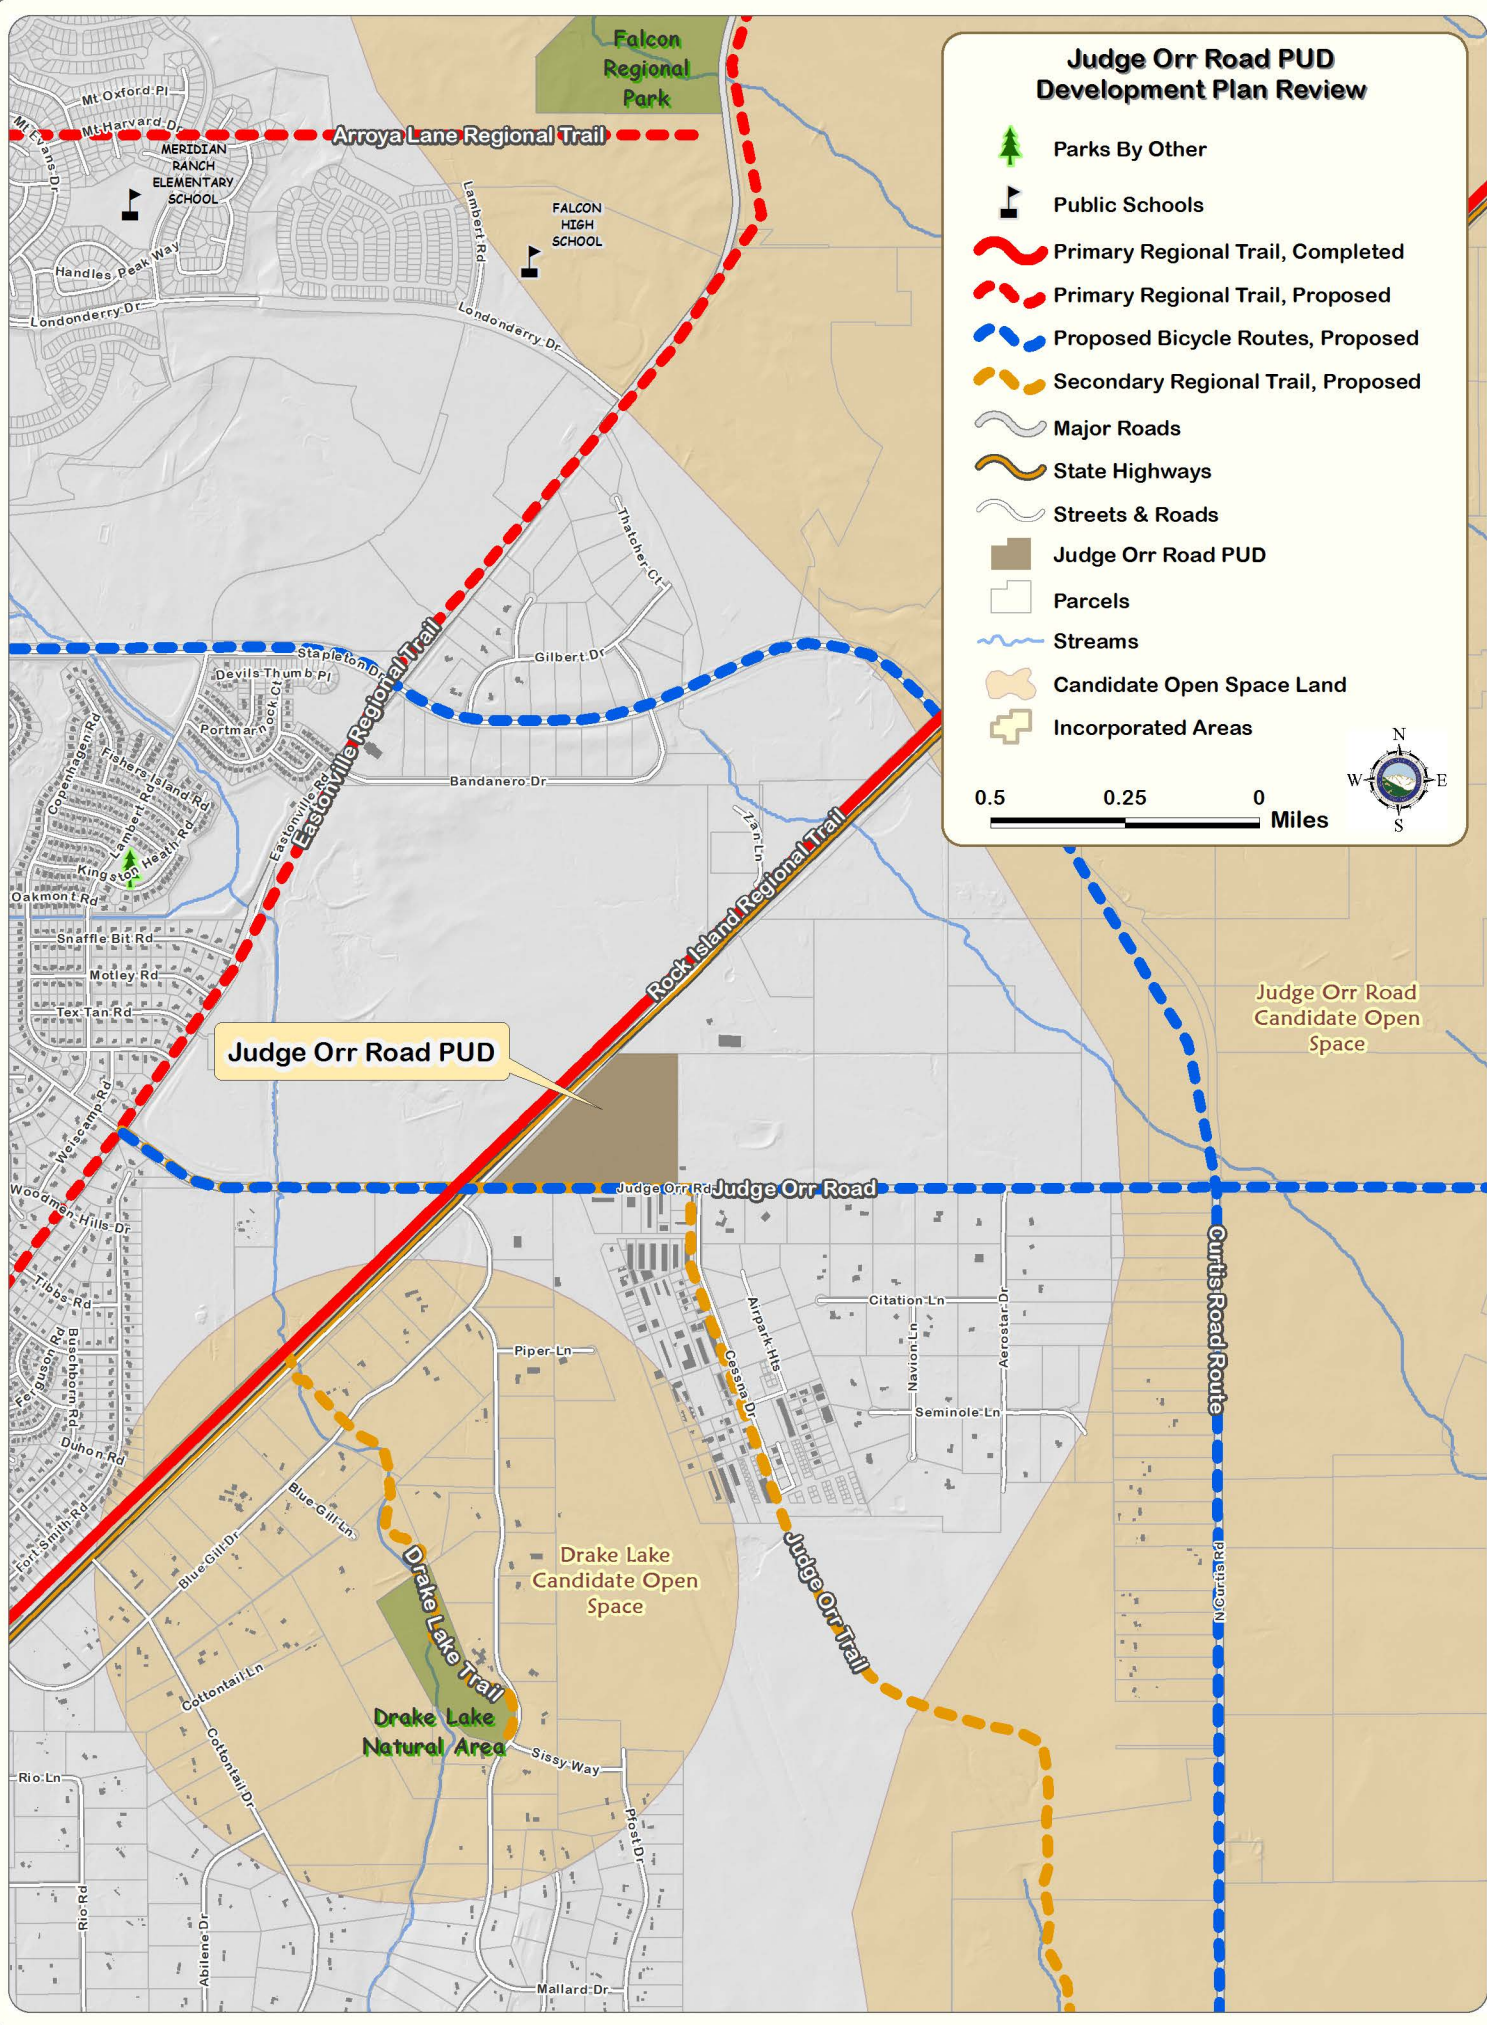 Falcon
Regional
Park
Mt Oxford Pl
Mt Harvard Dr
Mt Evans Dr
Arroya Lane Regional Trail
MERIDIAN
RANCH
ELEMENTARY
SCHOOL
Lambert Rd
FALCON
HIGH
SCHOOL
Handles Peak Way
Londonderry Dr
Londonderry Dr
Judge Orr Road PUD
Development Plan Review
Parks By Other
Public Schools
Primary Regional Trail, Completed
Primary Regional Trail, Proposed
Proposed Bicycle Routes, Proposed
Secondary Regional Trail, Proposed
Major Roads
State Highways
Streets & Roads
Judge Orr Road PUD
Parcels
Streams
Candidate Open Space Land
Incorporated Areas
N
W
E
S
0.5
0.25
0
Miles
Thatcher Ct
Gilbert Dr
Stapleton Dr
Devils Thumb Pl
Eastonville Regional Trail
Eastonville Rd
Bandanero Dr
Copenhagen Rd
Fishers Island Rd
Lambert Rd
Kingston Heath Rd
Oakmont Rd
Snaffle Bit Rd
Motley Rd
Tex Tan Rd
Zan Ln
Rock Island Regional Trail
Judge Orr Road PUD
Judge Orr Road
Candidate Open
Space
Weiscamp Rd
Woodmen Hills Dr
Judge Orr Rd
Judge Orr Road
Curtis Road Route
Tibbs Rd
Ferguson Rd
Buschborn Rd
Duhon Rd
Fort Smith Rd
Piper Ln
Airpark Hts
Cessna Dr
Citation Ln
Navion Ln
Aerostar Dr
Seminole Ln
Blue Gill Ln
Blue Gill Dr
Drake Lake
Candidate Open
Space
Drake Lake Trail
Judge Orr Trail
N Curtis Rd
Cottontail Ln
Cottontail Dr
Drake Lake
Natural Area
Sissy Way
Pfost Dr
Rio Ln
Rio Rd
Abilene Dr
Mallard Dr